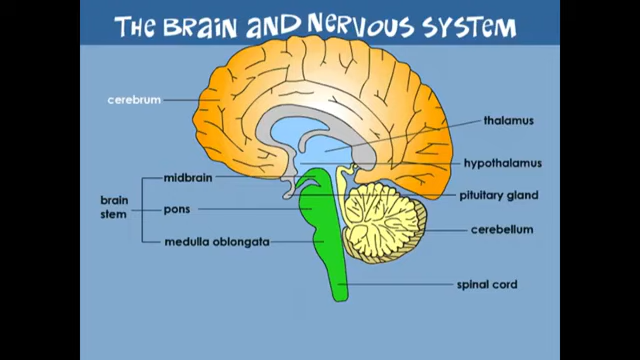 THE BRAIN AND NERVOUS SYSTEM
cerebrum
thalamus
hypothalamus
midbrain
pituitary gland
brain
stem
pons
cerebellum
medulla oblongata
spinal cord